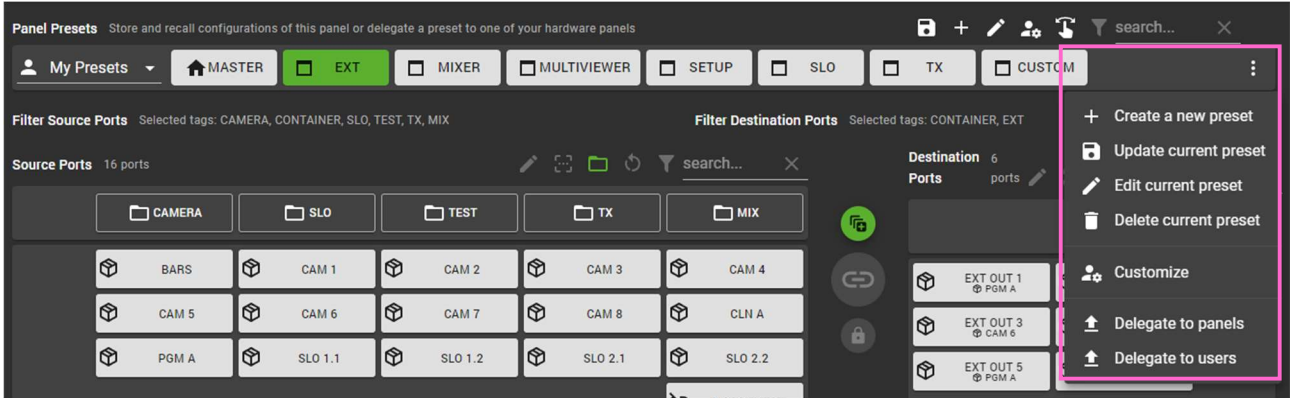 Panel Presets Store and recall configurations of this panel or delegate a preset to one of your hardware panels search...
My Presets MASTER EXT MIXER MULTIVIEWER SETUP SLO TX CUSTOM
Filter Source Ports Selected tags: CAMERA, CONTAINER, SLO, TEST, TX, MIX
Filter Destination Ports Selected tags: CONTAINER, EXT
Source Ports 16 ports search...
CAMERA SLO TEST TX MIX
BARS CAM 1 CAM 2 CAM 3 CAM 4
CAM 5 CAM 6 CAM 7 CAM 8 CLN A
PGM A SLO 1.1 SLO 1.2 SLO 2.1 SLO 2.2
Destination 6
Ports ports
EXT OUT 1
PGM A
EXT OUT 3
CAM 6
EXT OUT 5
PGM A
Create a new preset
Update current preset
Edit current preset
Delete current preset
Customize
Delegate to panels
Delegate to users